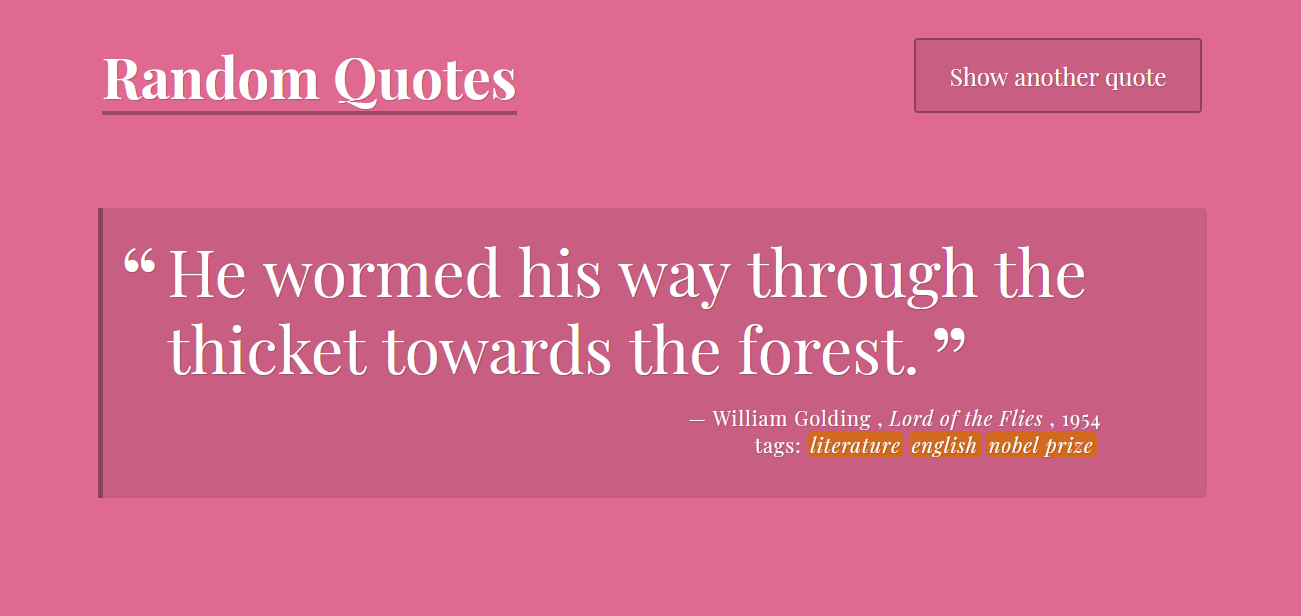 Random Quotes
Show another quote
“ He wormed his way through the
thicket towards the forest. ”
— William Golding , Lord of the Flies , 1954
tags: literature english nobel prize